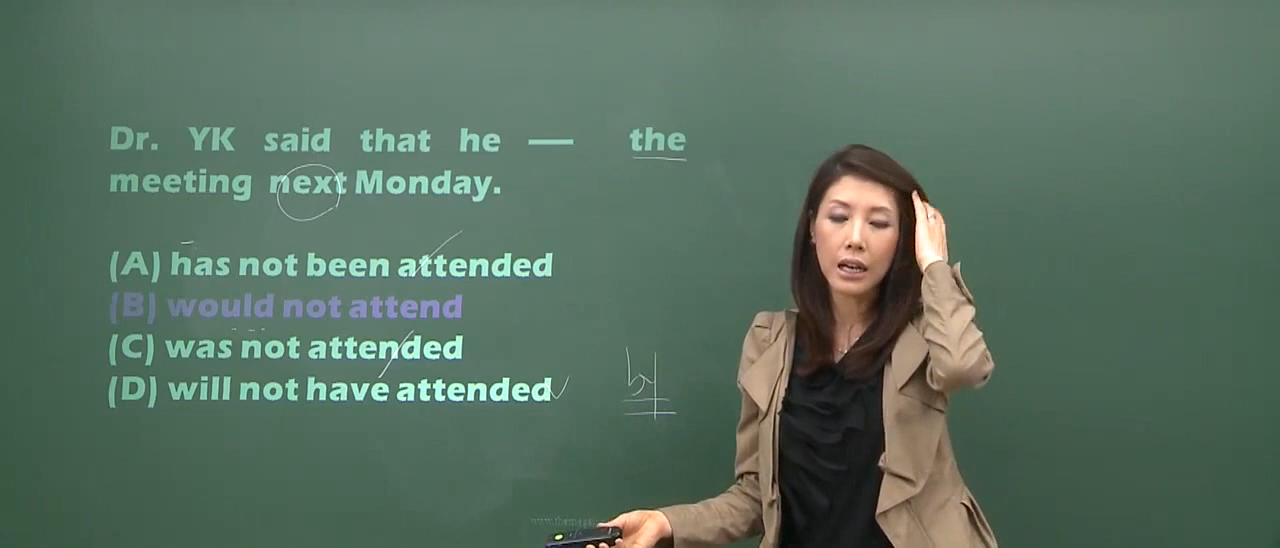 Dr. YK said that he — the
meeting next Monday.
(A) has not been attended
(B) would not attend
(C) was not attended
(D) will not have attended
by